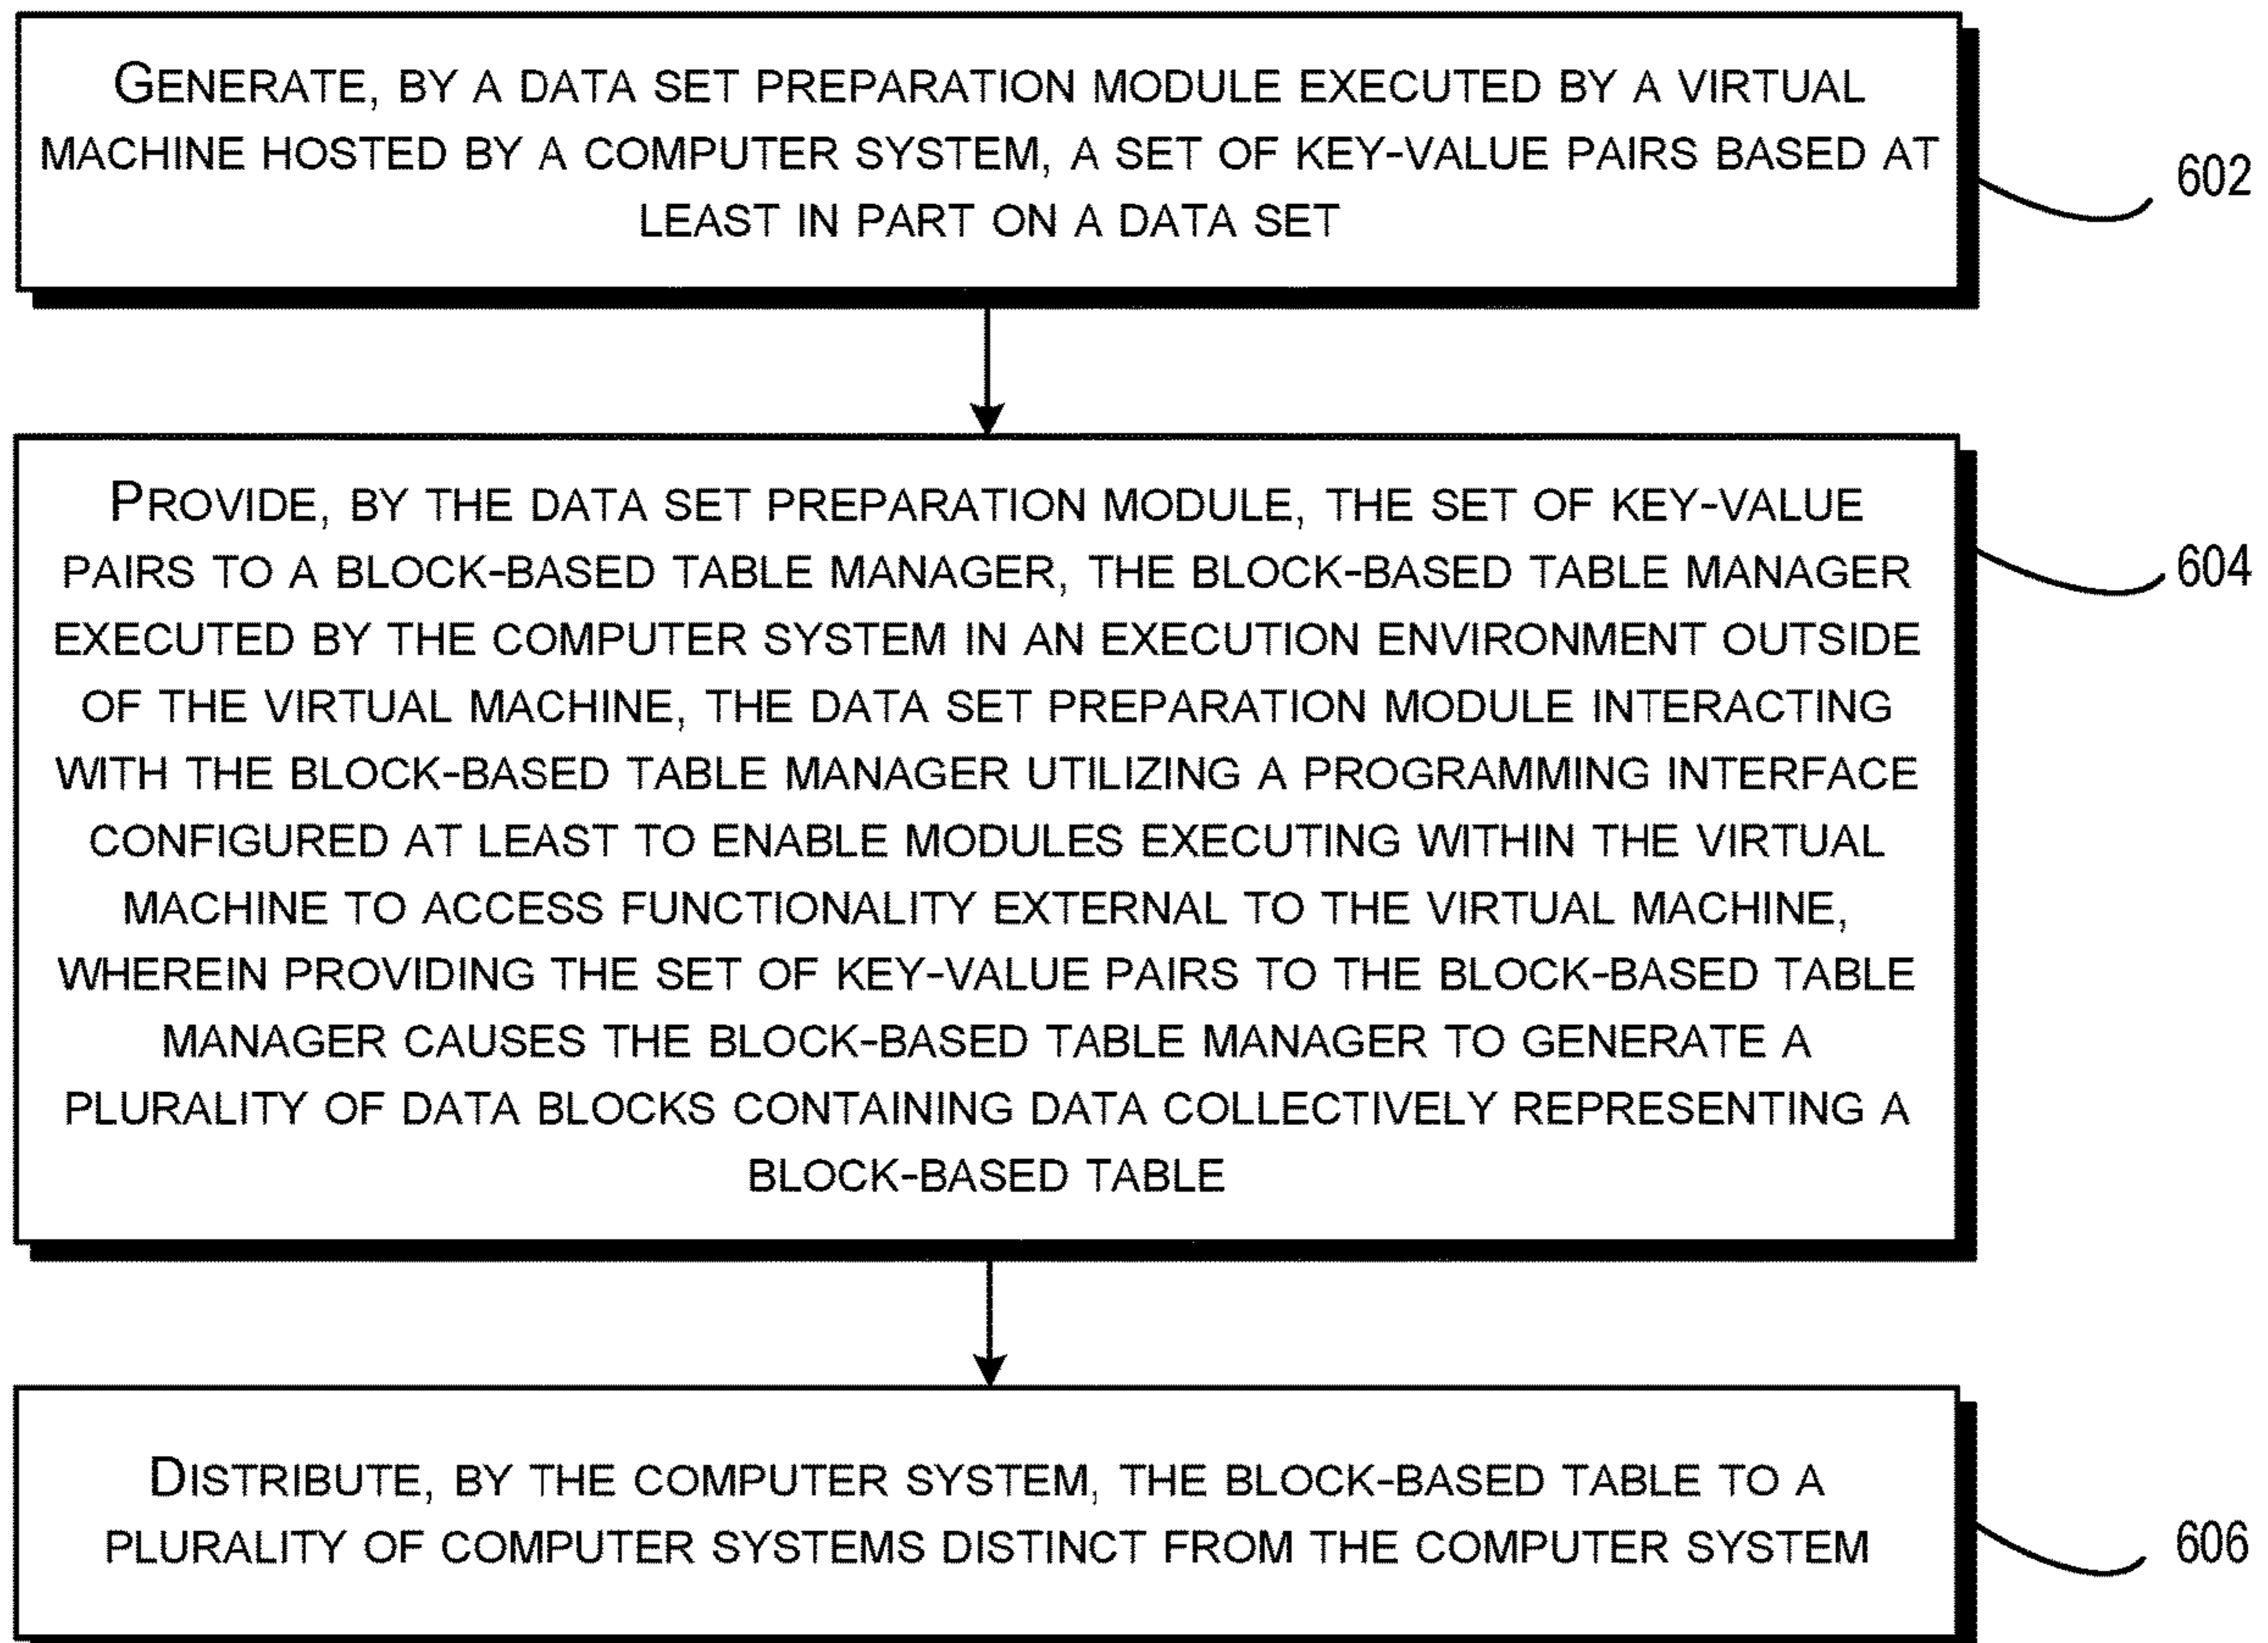 GENERATE, BY A DATA SET PREPARATION MODULE EXECUTED BY A VIRTUAL
MACHINE HOSTED BY A COMPUTER SYSTEM, A SET OF KEY-VALUE PAIRS BASED AT
LEAST IN PART ON A DATA SET
602
PROVIDE, BY THE DATA SET PREPARATION MODULE, THE SET OF KEY-VALUE
PAIRS TO A BLOCK-BASED TABLE MANAGER, THE BLOCK-BASED TABLE MANAGER
EXECUTED BY THE COMPUTER SYSTEM IN AN EXECUTION ENVIRONMENT OUTSIDE
OF THE VIRTUAL MACHINE, THE DATA SET PREPARATION MODULE INTERACTING
WITH THE BLOCK-BASED TABLE MANAGER UTILIZING A PROGRAMMING INTERFACE
CONFIGURED AT LEAST TO ENABLE MODULES EXECUTING WITHIN THE VIRTUAL
MACHINE TO ACCESS FUNCTIONALITY EXTERNAL TO THE VIRTUAL MACHINE,
WHEREIN PROVIDING THE SET OF KEY-VALUE PAIRS TO THE BLOCK-BASED TABLE
MANAGER CAUSES THE BLOCK-BASED TABLE MANAGER TO GENERATE A
PLURALITY OF DATA BLOCKS CONTAINING DATA COLLECTIVELY REPRESENTING A
BLOCK-BASED TABLE
604
DISTRIBUTE, BY THE COMPUTER SYSTEM, THE BLOCK-BASED TABLE TO A
PLURALITY OF COMPUTER SYSTEMS DISTINCT FROM THE COMPUTER SYSTEM
606